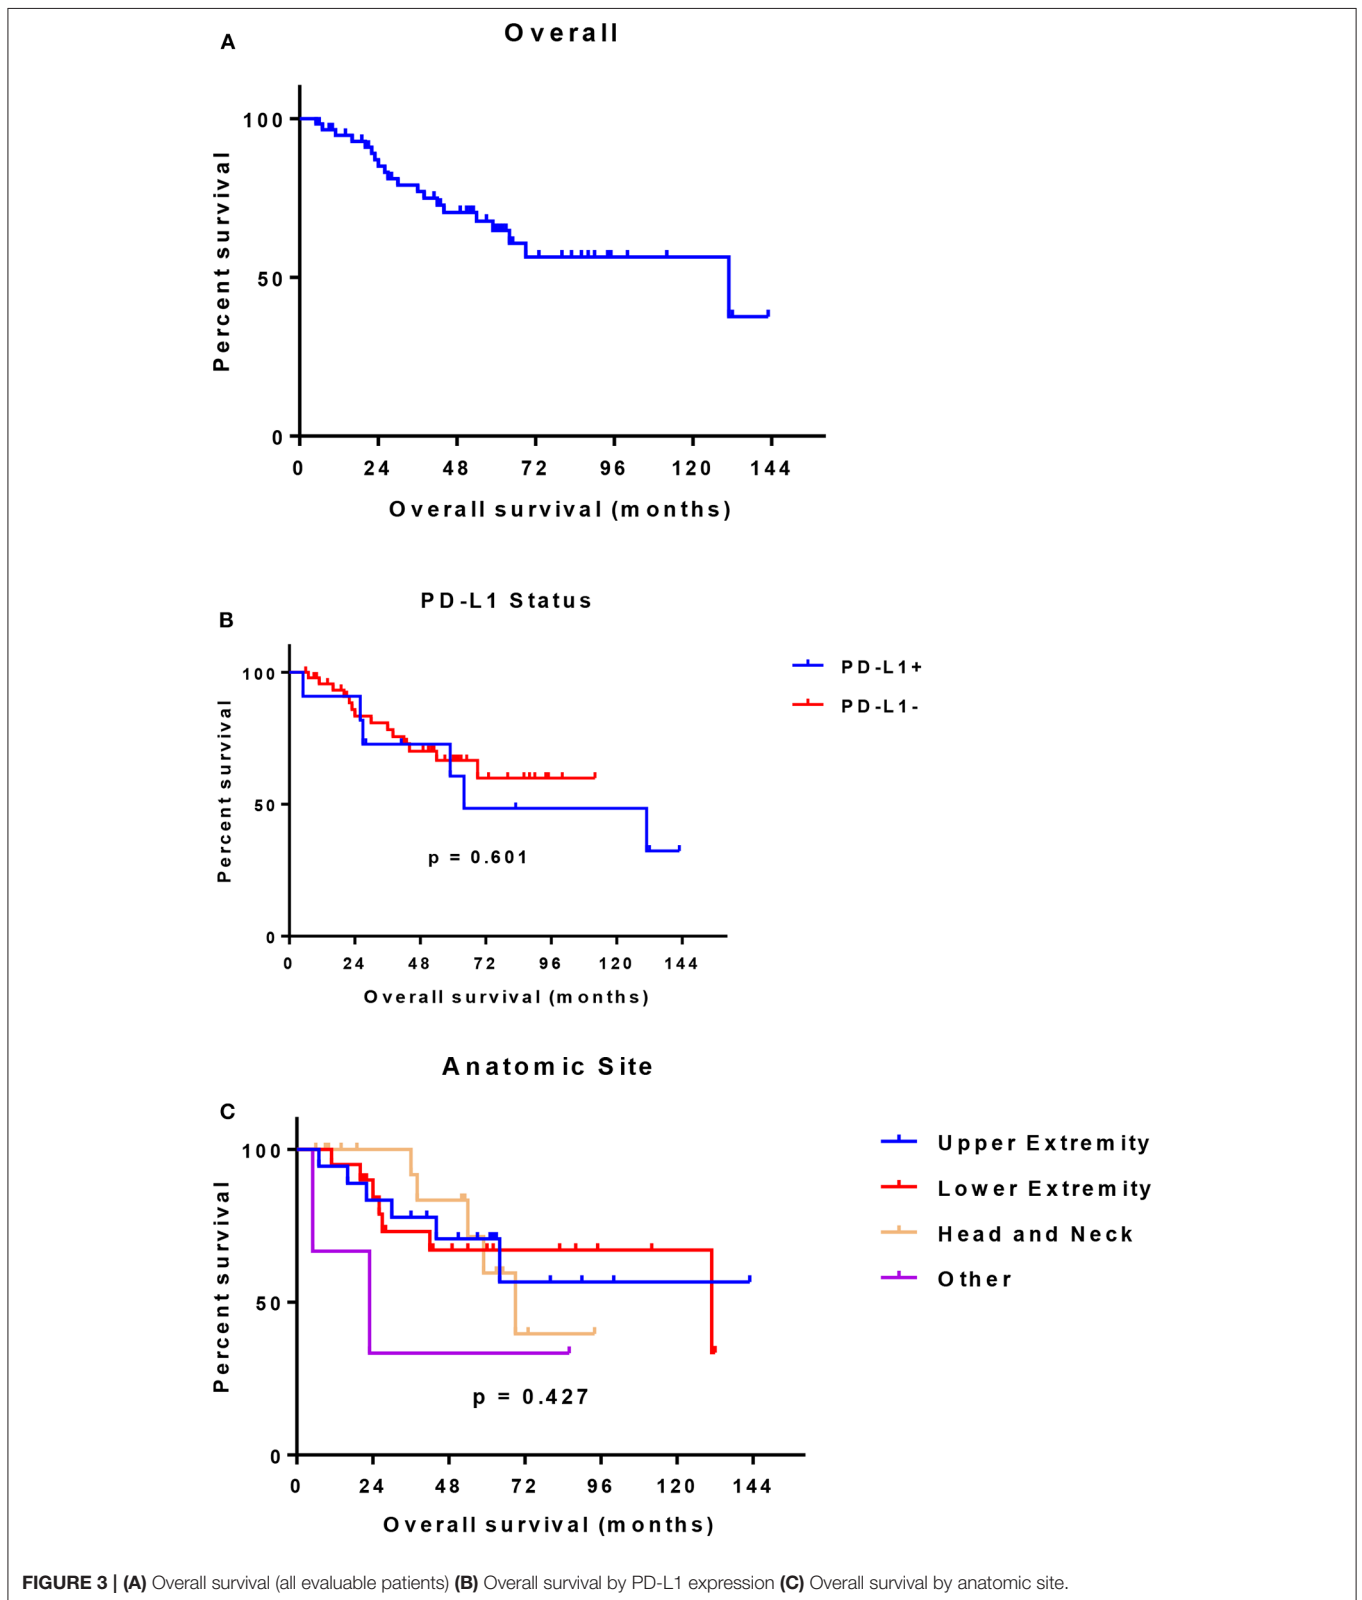 A
Overall
Percent survival
100
50
0
0 24 48 72 96 120 144
Overall survival (months)
PD-L1 Status
B
Percent survival
100
50
0
p = 0.601
PD-L1+
PD-L1-
0 24 48 72 96 120 144
Overall survival (months)
Anatomic Site
C
Percent survival
100
50
0
p = 0.427
Upper Extremity
Lower Extremity
Head and Neck
Other
0 24 48 72 96 120 144
Overall survival (months)
FIGURE 3 | (A) Overall survival (all evaluable patients) (B) Overall survival by PD-L1 expression (C) Overall survival by anatomic site.